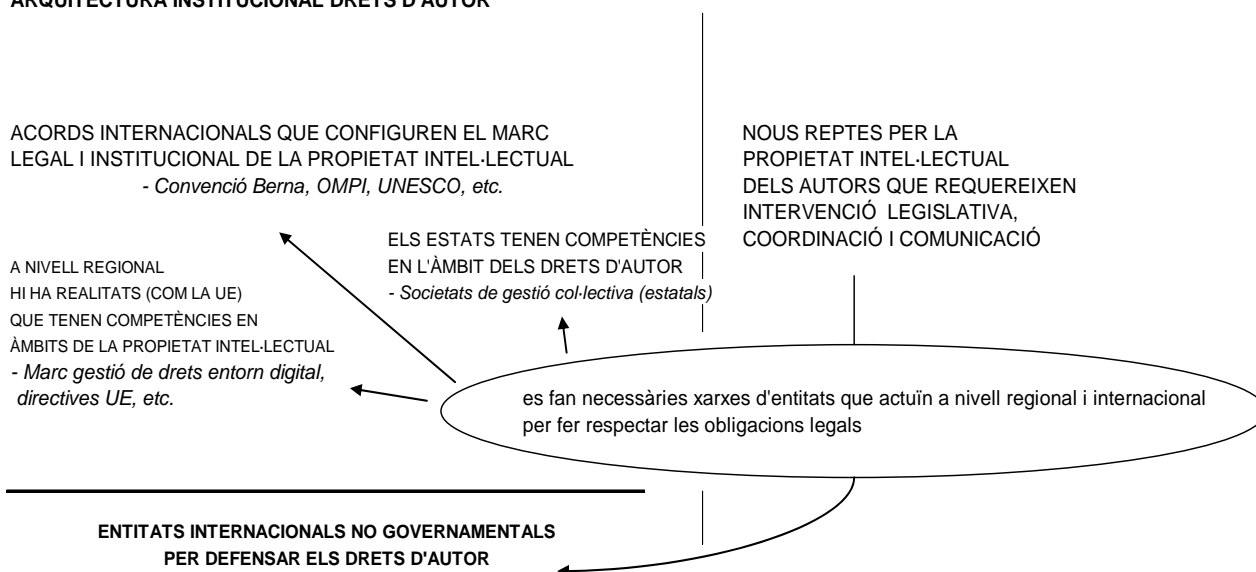 ARQUITECTURA INSTITUCIONAL DRETS D'AUTOR
ACORDS INTERNACIONALS QUE CONFIGUREN EL MARC
LEGAL I INSTITUCIONAL DE LA PROPIETAT INTEL·LECTUAL
- Convenció Berna, OMPI, UNESCO, etc.
NOUS REPTES PER LA
PROPIETAT INTEL·LECTUAL
DELS AUTORS QUE REQUEREIXEN
INTERVENCIÓ LEGISLATIVA,
COORDINACIÓ I COMUNICACIÓ
ELS ESTATS TENEN COMPETÈNCIES
EN L'ÀMBIT DELS DRETS D'AUTOR
- Societats de gestió col·lectiva (estatals)
A NIVELL REGIONAL
HI HA REALITATS (COM LA UE)
QUE TENEN COMPETÈNCIES EN
ÀMBITS DE LA PROPIETAT INTEL·LECTUAL
- Marc gestió de drets entorn digital,
directives UE, etc.
es fan necessàries xarxes d'entitats que actuïn a nivell regional i internacional
per fer respectar les obligacions legals
ENTITATS INTERNACIONALS NO GOVERNAMENTALS
PER DEFENSAR ELS DRETS D'AUTOR